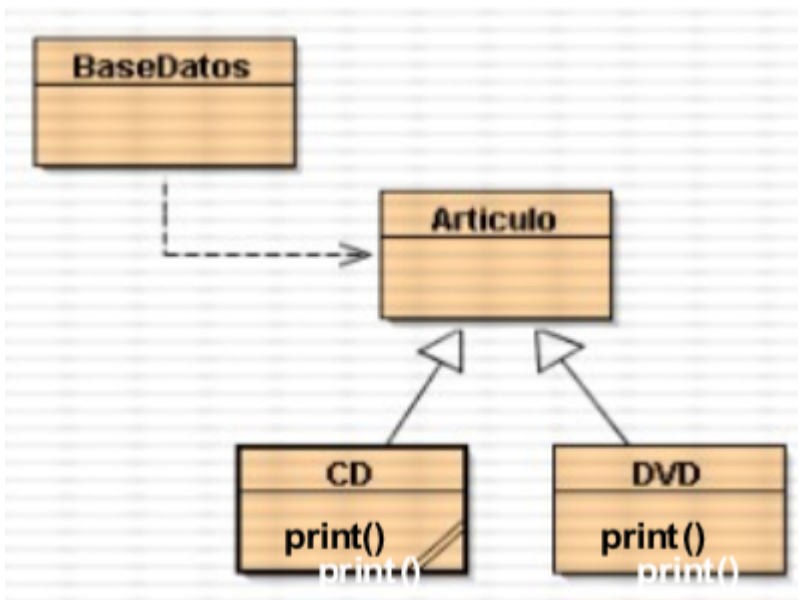 BaseDatos
Articulo
CD
DVD
print()
print()
print()
print()